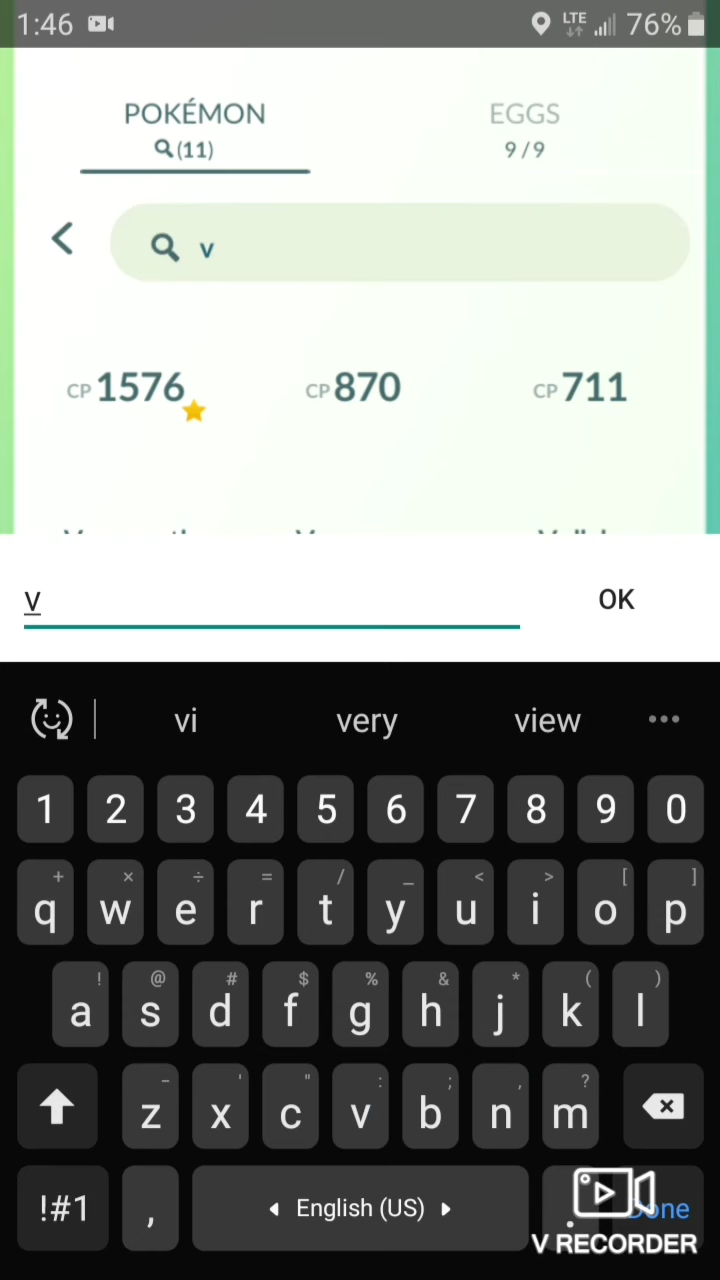 1:46 LTE 76%
POKÉMON EGGS
(11) 9 / 9
v
CP 1576 CP 870 CP 711
v OK
vi very view •••
1 2 3 4 5 6 7 8 9 0
+ × ÷ = / _ < > [ ]
q w e r t y u i o p
! @ # $ % & * ( )
a s d f g h j k l
- ' " : ; , ?
z x c v b n m
!#1 , English (US) . Done
V RECORDER